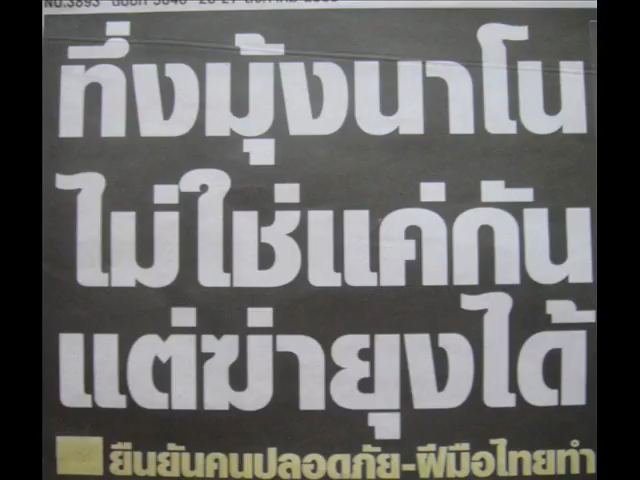 No.3893
ทึ่งมุ้งนาโน
ไม่ใช่แค่กัน
แต่ฆ่ายุงได้
ยืนยันคนปลอดภัย-ฝีมือไทยทำ